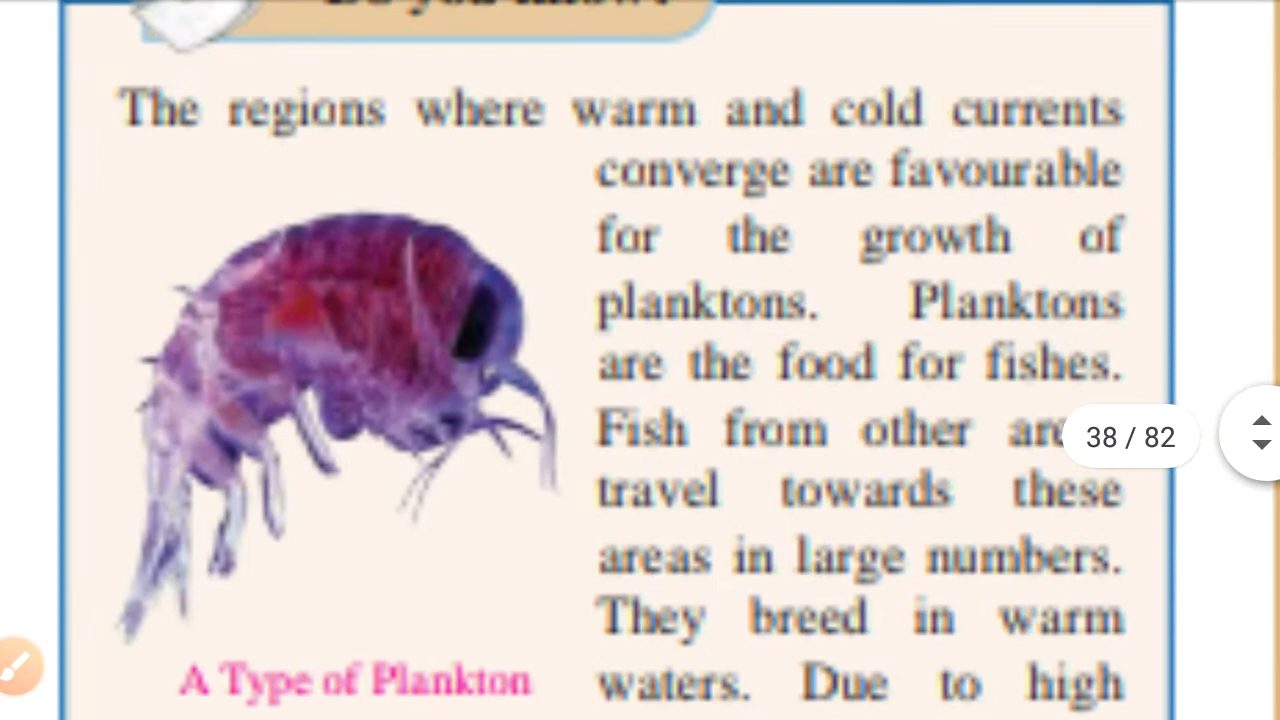 The regions where warm and cold currents
converge are favourable
for the growth of
planktons. Planktons
are the food for fishes.
Fish from other
travel towards these
areas in large numbers.
They breed in warm
waters. Due to high
A Type of Plankton
38 / 82